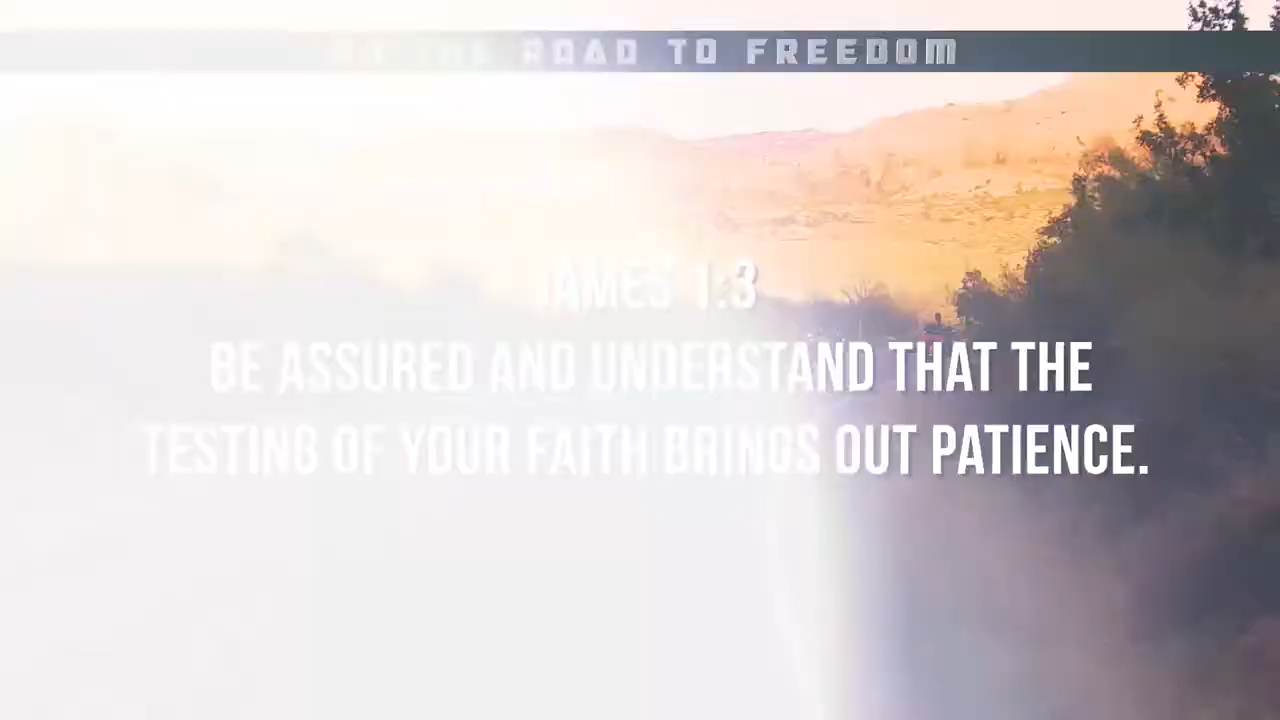 THE ROAD TO FREEDOM
JAMES 1:3
BE ASSURED AND UNDERSTAND THAT THE
TESTING OF YOUR FAITH BRINGS OUT PATIENCE.